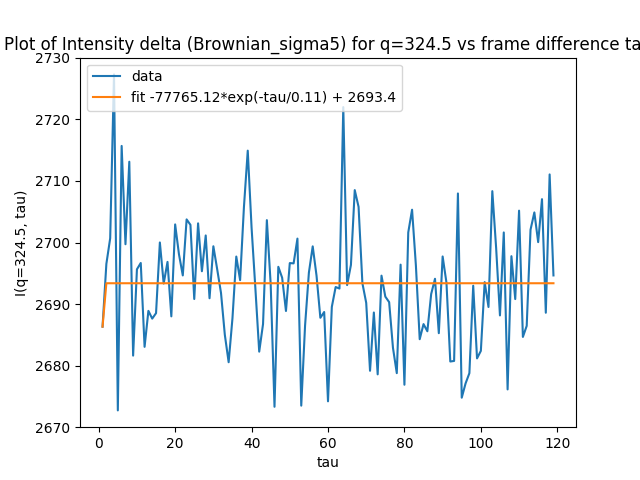 Plot of Intensity delta (Brownian_sigma5) for q=324.5 vs frame difference ta
2730
2720
2710
2700
2690
2680
2670
I(q=324.5, tau)
data
fit -77765.12*exp(-tau/0.11) + 2693.4
0 20 40 60 80 100 120
tau